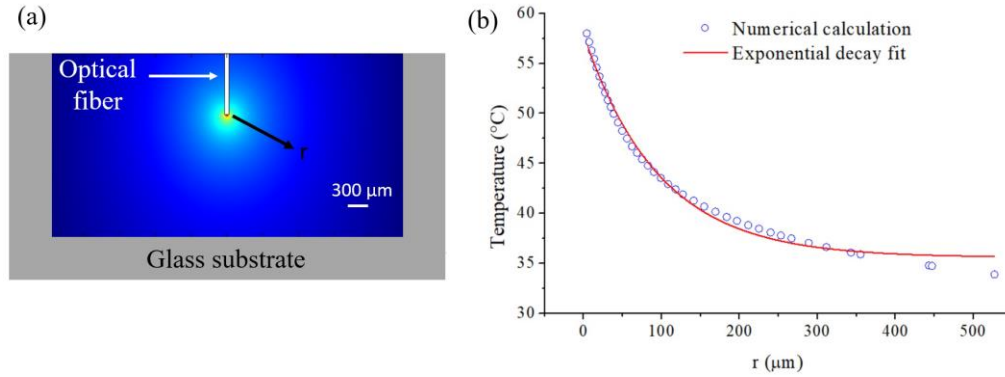 (a)
Optical
fiber
r
300 μm
Glass substrate
(b)
Numerical calculation
Exponential decay fit
Temperature (°C)
60
55
50
45
40
35
30
0
100
200
300
400
500
r (μm)